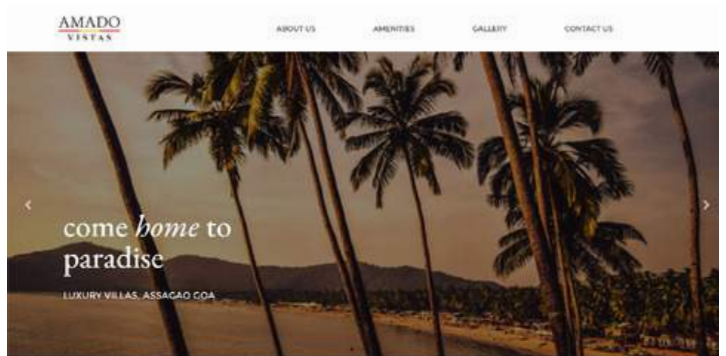 AMADO
VISTAS
ABOUT US
AMENITIES
GALLERY
CONTACT US
come home to
paradise
LUXURY VILLAS, ASSAGAO GOA